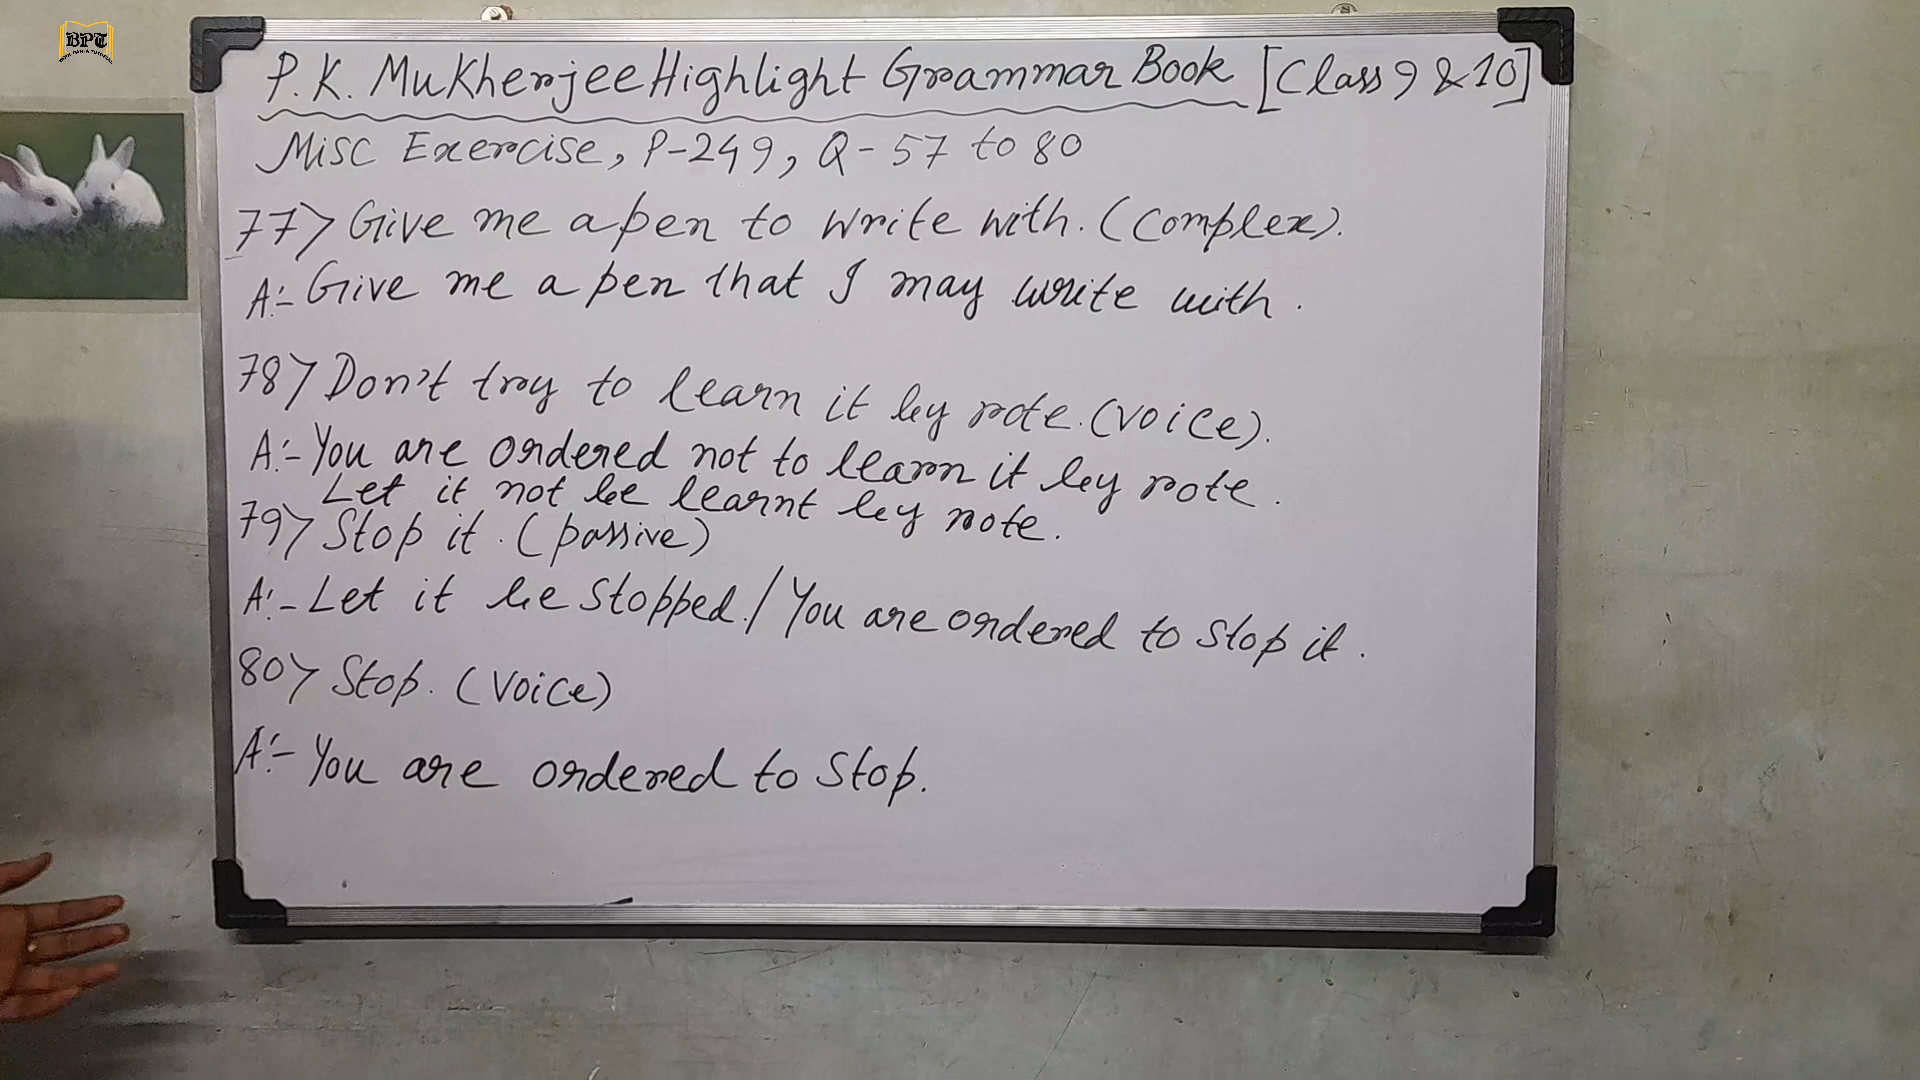 BPT
P.K. Mukherjee Highlight Grammar Book [Class 9 & 10]
Misc Exercise, P-249, Q-57 to 80
77> Give me a pen to write with. (Complex).
A:- Give me a pen that I may write with.
78> Don't try to learn it by rote. (voice).
A:- You are ordered not to learn it by rote.
Let it not be learnt by rote.
79> Stop it. (passive)
A:- Let it be stopped. / You are ordered to stop it.
80> Stop. (Voice)
A:- You are ordered to stop.